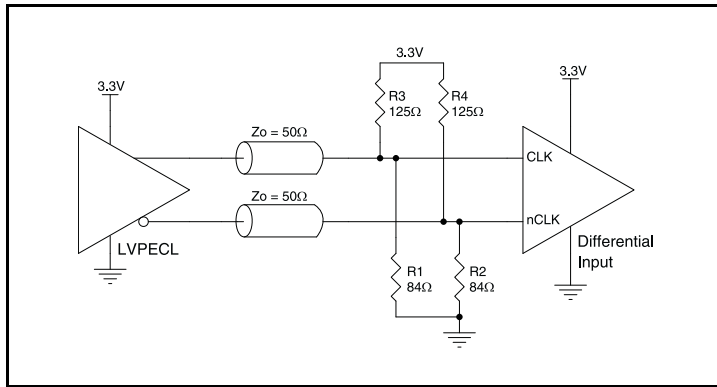 3.3V
3.3V
3.3V
R3
125Ω
R4
125Ω
Zo = 50Ω
CLK
Zo = 50Ω
nCLK
LVPECL
Differential
Input
R1
84Ω
R2
84Ω